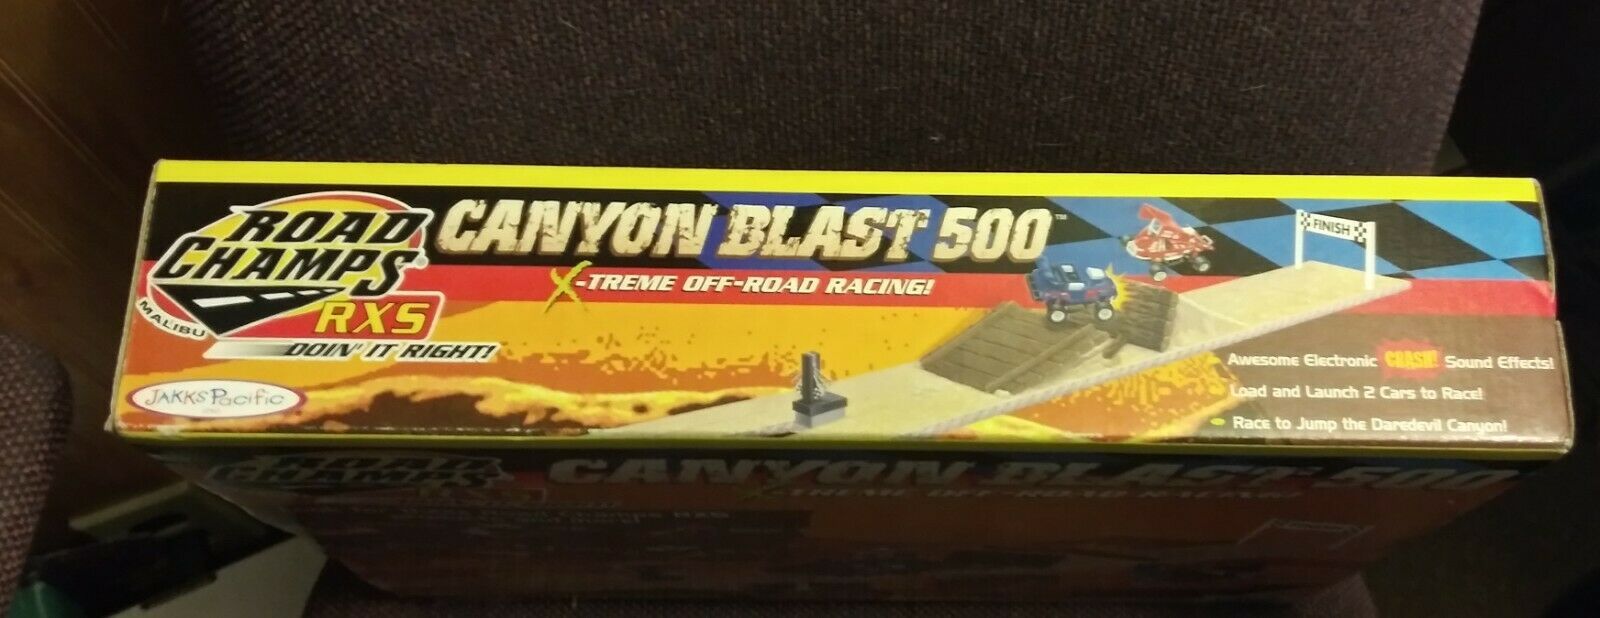 ROAD
CHAMPS®
RXS
MALIBU
DOIN' IT RIGHT!
JAKKS Pacific
CANYON BLAST 500™
X-TREME OFF-ROAD RACING!
FINISH
Awesome Electronic CRASH! Sound Effects!
Load and Launch 2 Cars to Race!
Race to Jump the Daredevil Canyon!
ROAD
CHAMPS
CANYON BLAST 500
X-TREME OFF-ROAD RACING!